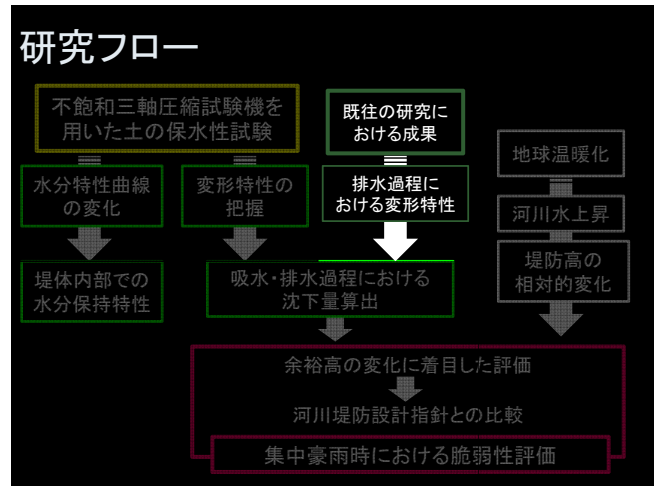 研究フロー
不飽和三軸圧縮試験機を
用いた土の保水性試験
既往の研究に
おける成果
地球温暖化
水分特性曲線
の変化
変形特性の
把握
排水過程に
おける変形特性
河川水上昇
堤体内部での
水分保持特性
吸水・排水過程における
沈下量算出
堤防高の
相対的変化
余裕高の変化に着目した評価
河川堤防設計指針との比較
集中豪雨時における脆弱性評価